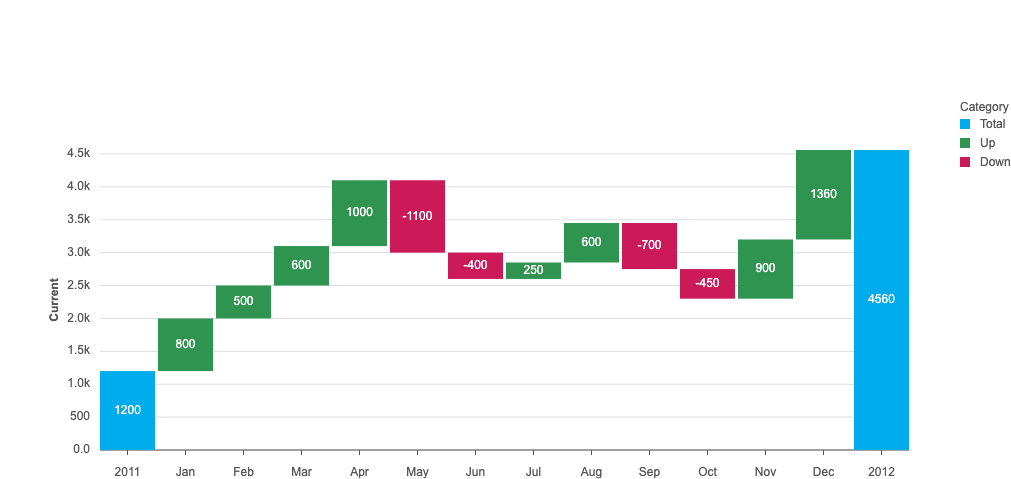 Category
Total
Up
Down
Current
4.5k
4.0k
3.5k
3.0k
2.5k
2.0k
1.5k
1.0k
500
0.0
1200
800
500
600
1000
-1100
-400
250
600
-700
-450
900
1360
4560
2011 Jan Feb Mar Apr May Jun Jul Aug Sep Oct Nov Dec 2012